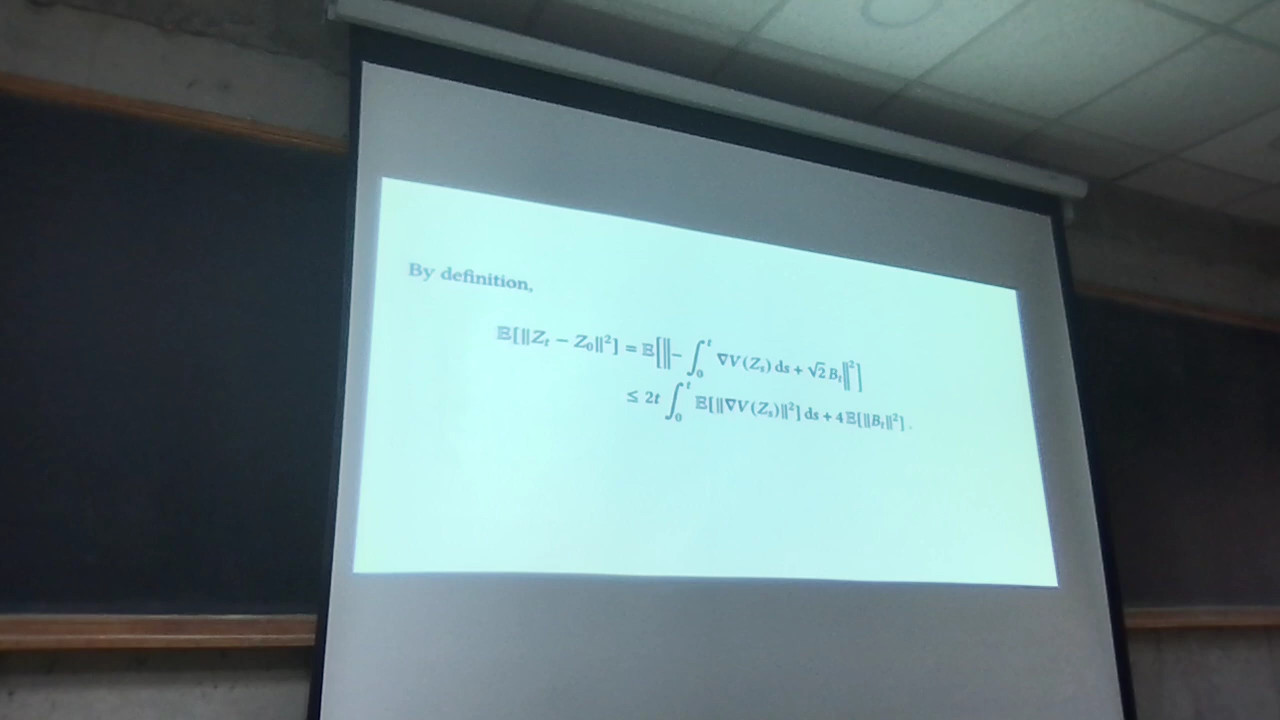 By definition,
𝔼[‖Z_t − Z_0‖²] = 𝔼[‖− ∫_0^t ∇V(Z_s) ds + √2 B_t‖²]
≤ 2t ∫_0^t 𝔼[‖∇V(Z_s)‖²] ds + 4 𝔼[‖B_t‖²] .